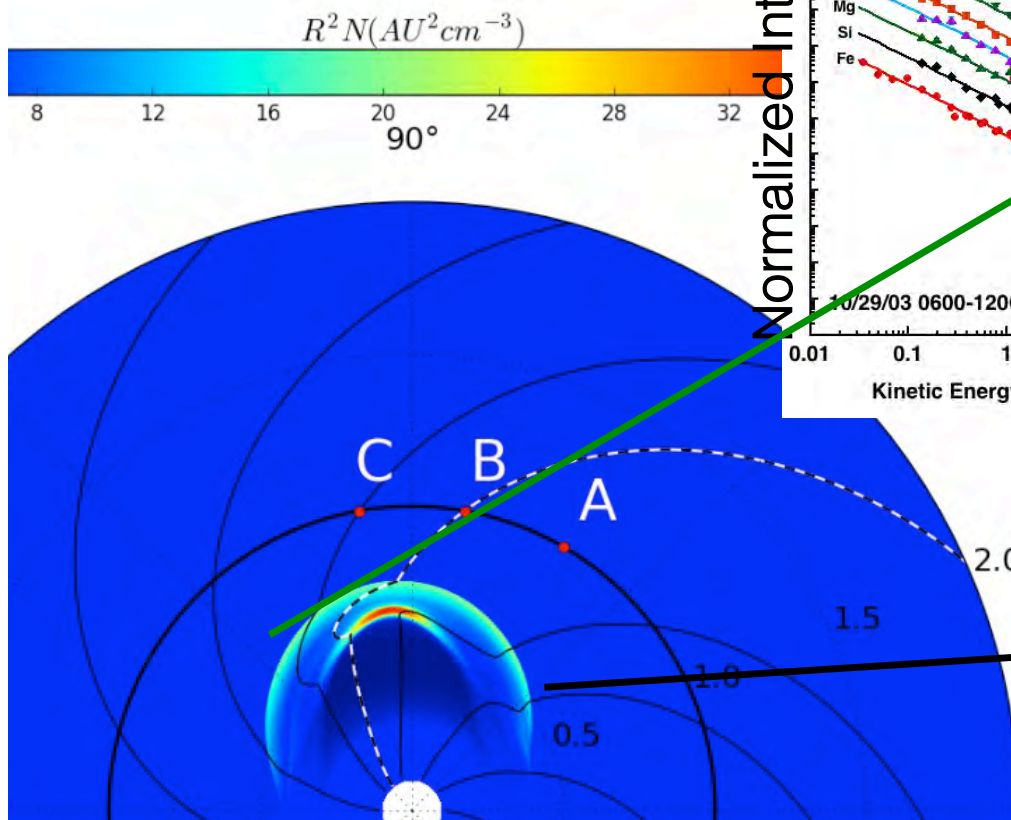 R²N(AU²cm⁻³)
8 12 16 20 24 28 32
90°
C
B
A
2.0
1.5
1.0
0.5
Normalized Int
Mg
Si
Fe
10/29/03 0600-120
0.01 0.1 1
Kinetic Energ